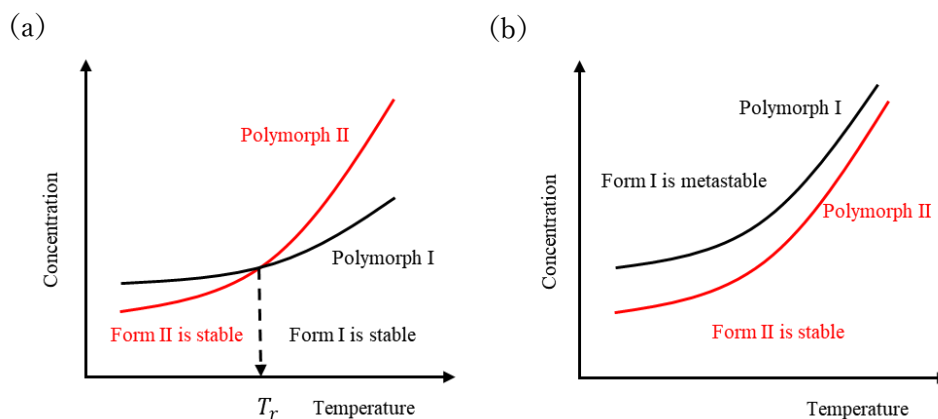 (a)
Concentration
Polymorph II
Polymorph I
Form II is stable
Form I is stable
T_r
Temperature
(b)
Concentration
Polymorph I
Form I is metastable
Polymorph II
Form II is stable
Temperature